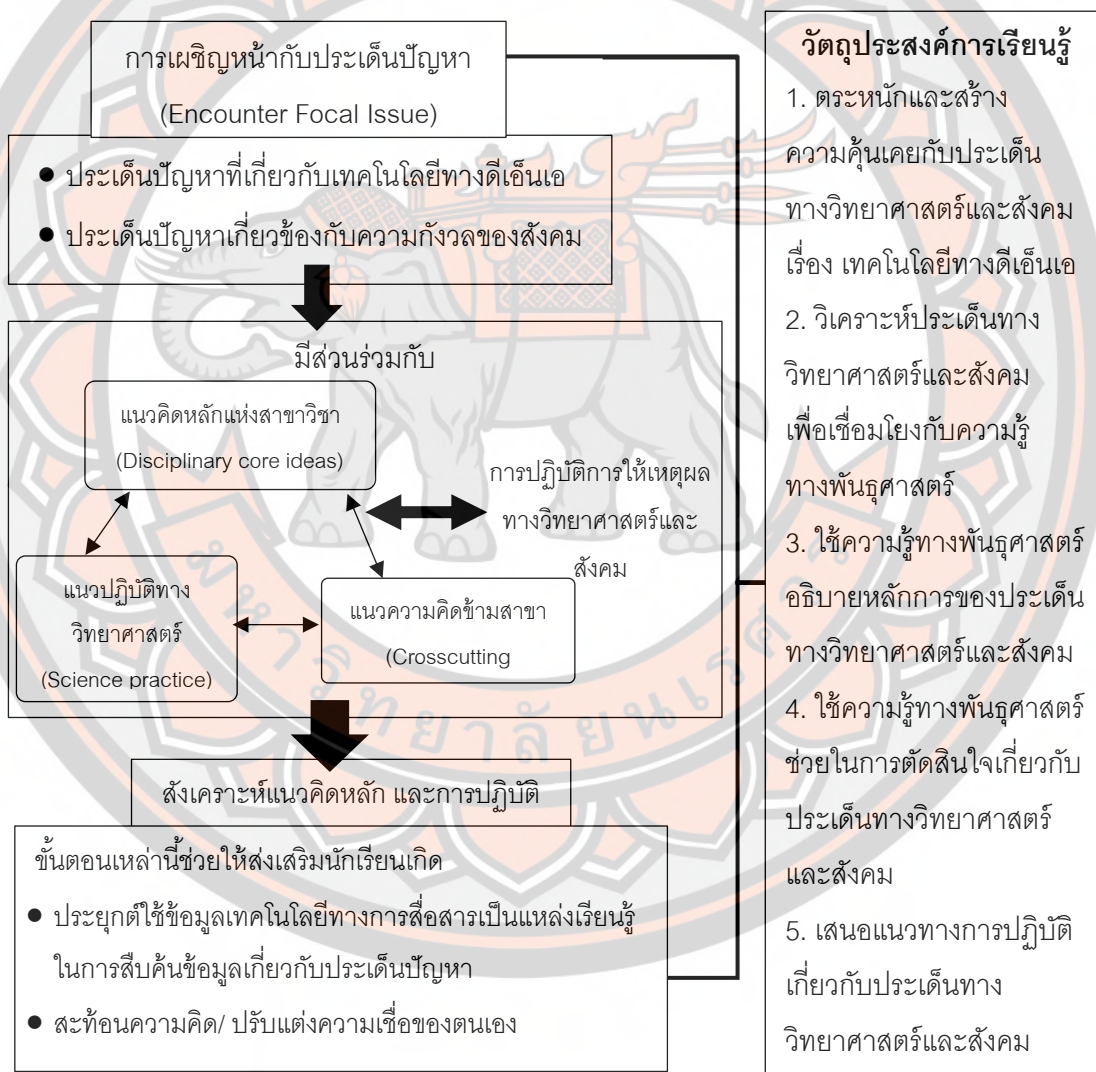 การเผชิญหน้ากับประเด็นปัญหา
(Encounter Focal Issue)
● ประเด็นปัญหาที่เกี่ยวกับเทคโนโลยีทางดีเอ็นเอ
● ประเด็นปัญหาเกี่ยวข้องกับความกังวลของสังคม
มีส่วนร่วมกับ
แนวคิดหลักแห่งสาขาวิชา
(Disciplinary core ideas)
การปฏิบัติการให้เหตุผล
ทางวิทยาศาสตร์และ
สังคม
แนวปฏิบัติทาง
วิทยาศาสตร์
(Science practice)
แนวความคิดข้ามสาขา
(Crosscutting
สังเคราะห์แนวคิดหลัก และการปฏิบัติ
ขั้นตอนเหล่านี้ช่วยให้ส่งเสริมนักเรียนเกิด
● ประยุกต์ใช้ข้อมูลเทคโนโลยีทางการสื่อสารเป็นแหล่งเรียนรู้
ในการสืบค้นข้อมูลเกี่ยวกับประเด็นปัญหา
● สะท้อนความคิด/ ปรับแต่งความเชื่อของตนเอง
วัตถุประสงค์การเรียนรู้
1. ตระหนักและสร้าง
ความคุ้นเคยกับประเด็น
ทางวิทยาศาสตร์และสังคม
เรื่อง เทคโนโลยีทางดีเอ็นเอ
2. วิเคราะห์ประเด็นทาง
วิทยาศาสตร์และสังคม
เพื่อเชื่อมโยงกับความรู้
ทางพันธุศาสตร์
3. ใช้ความรู้ทางพันธุศาสตร์
อธิบายหลักการของประเด็น
ทางวิทยาศาสตร์และสังคม
4. ใช้ความรู้ทางพันธุศาสตร์
ช่วยในการตัดสินใจเกี่ยวกับ
ประเด็นทางวิทยาศาสตร์
และสังคม
5. เสนอแนวทางการปฏิบัติ
เกี่ยวกับประเด็นทาง
วิทยาศาสตร์และสังคม
มหาวิทยาลัยนเรศวร